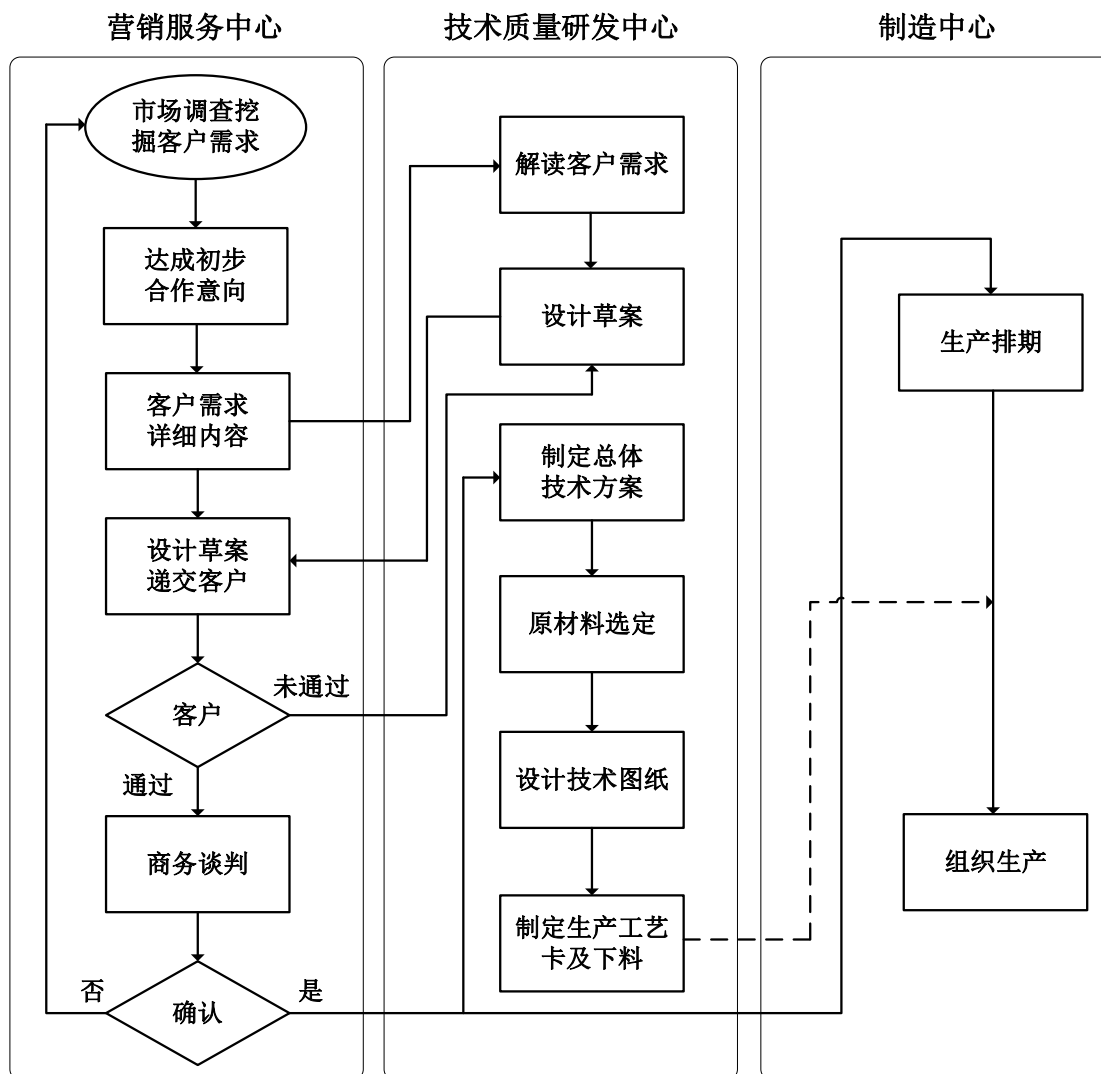 营销服务中心
技术质量研发中心
制造中心
市场调查挖
掘客户需求
达成初步
合作意向
客户需求
详细内容
设计草案
递交客户
客户
未通过
通过
商务谈判
确认
否
是
解读客户需求
设计草案
制定总体
技术方案
原材料选定
设计技术图纸
制定生产工艺
卡及下料
生产排期
组织生产